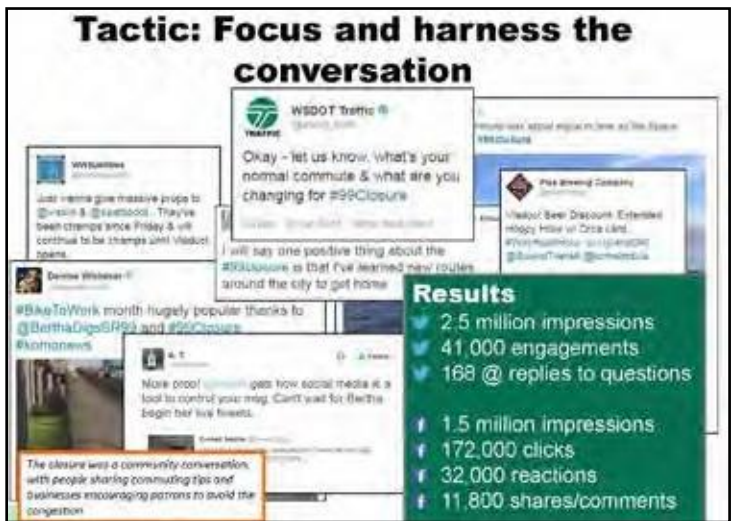 Tactic: Focus and harness the
conversation
WSDOT Traffic
TRAFFIC
Okay - let us know, what's your
normal commute & what are you
changing for #99Closure
#99Closure
Just wanna give massive props to
They've
been champs since Friday & will
continue to be champs until Viaduct
opens.
Viaduct Beer Discount: Extended
Hoppy Hour w/ Orca card.
I will say one positive thing about the
#99closure is that I've learned new routes
around the city to get home
#BikeToWork month hugely popular thanks to
@BerthaDigsSR99 and #99Closure
#komonews
More proof gets how social media is a
tool to control your msg. Can't wait for Bertha
begin her live tweets.
The closure was a community conversation,
with people sharing commuting tips and
businesses encouraging patrons to avoid the
congestion
Results
2.5 million impressions
41,000 engagements
168 @ replies to questions
1.5 million impressions
172,000 clicks
32,000 reactions
11,800 shares/comments